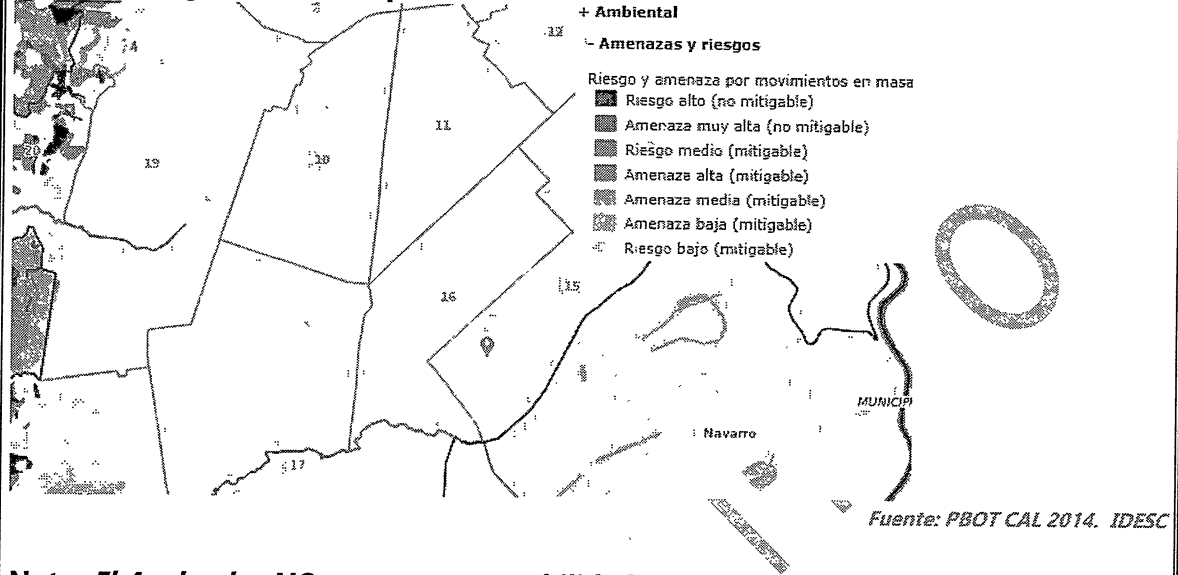 + Ambiental
- Amenazas y riesgos
Riesgo y amenaza por movimientos en masa
Riesgo alto (no mitigable)
Amenaza muy alta (no mitigable)
Riesgo medio (mitigable)
Amenaza alta (mitigable)
Amenaza media (mitigable)
Amenaza baja (mitigable)
Riesgo bajo (mitigable)
12
4
11
20
19
10
16
15
MUNICIPI
Navarro
17
Fuente: PBOT CAL 2014. IDESC